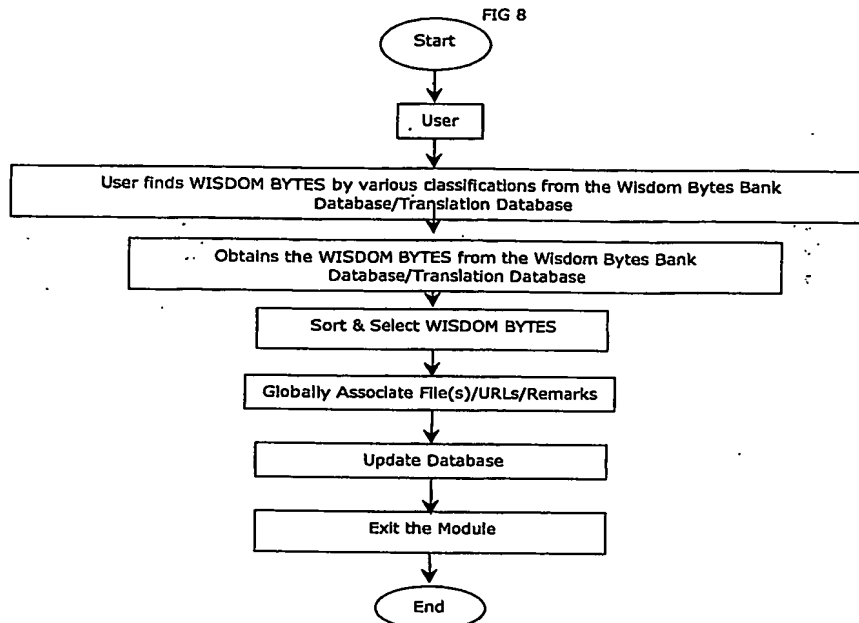 FIG 8
Start
User
User finds WISDOM BYTES by various classifications from the Wisdom Bytes Bank
Database/Translation Database
Obtains the WISDOM BYTES from the Wisdom Bytes Bank
Database/Translation Database
Sort & Select WISDOM BYTES
Globally Associate File(s)/URLs/Remarks
Update Database
Exit the Module
End